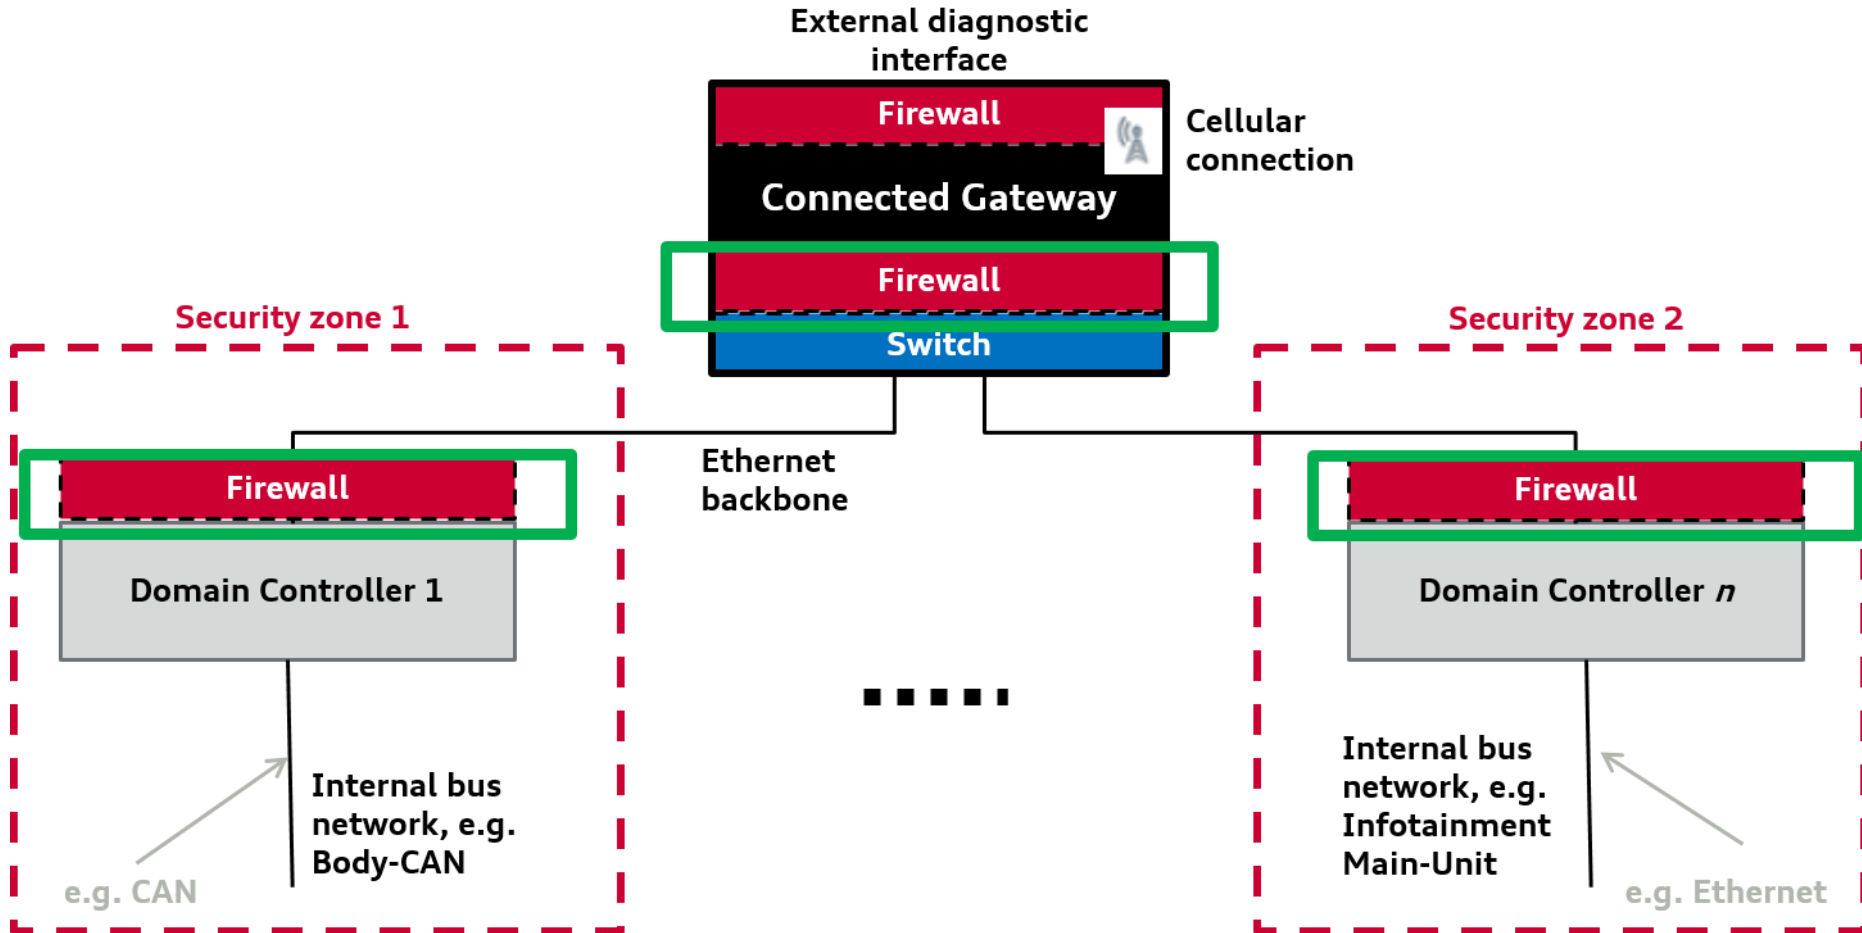 External diagnostic
interface
Firewall
Cellular
connection
Connected Gateway
Firewall
Switch
Security zone 1
Security zone 2
Ethernet
backbone
Firewall
Firewall
Domain Controller 1
Domain Controller n
Internal bus
network, e.g.
Body-CAN
e.g. CAN
Internal bus
network, e.g.
Infotainment
Main-Unit
e.g. Ethernet